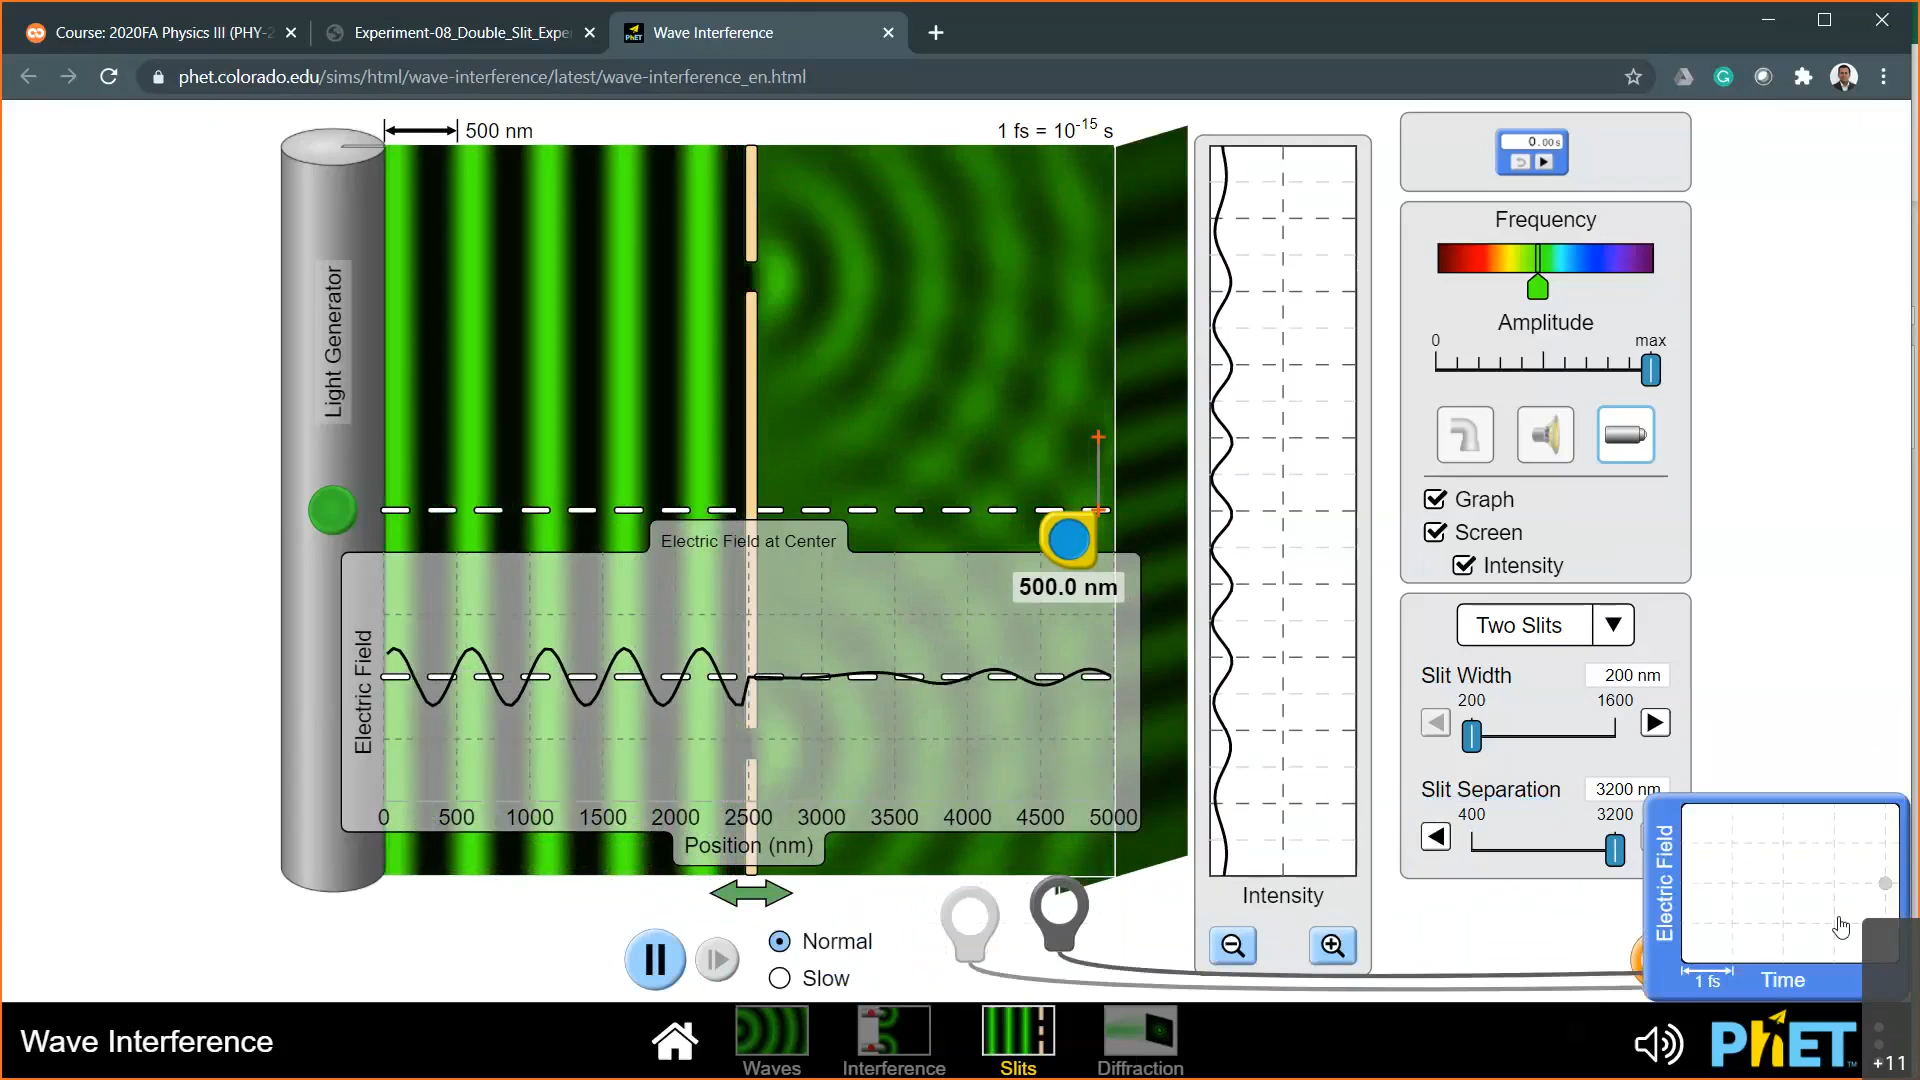 Course: 2020FA Physics III (PHY-2
Experiment-08_Double_Slit_Expe
PhET
Wave Interference
phet.colorado.edu/sims/html/wave-interference/latest/wave-interference_en.html
500 nm
1 fs = 10⁻¹⁵ s
Light Generator
Electric Field at Center
500.0 nm
Electric Field
0 500 1000 1500 2000 2500 3000 3500 4000 4500 5000
Position (nm)
Normal
Slow
Intensity
0.00s
Frequency
Amplitude
0 max
Graph
Screen
Intensity
Two Slits
Slit Width 200 nm
200 1600
Slit Separation 3200 nm
400 3200
Electric Field
1 fs Time
Wave Interference
Waves
Interference
Slits
Diffraction
PhET
+11